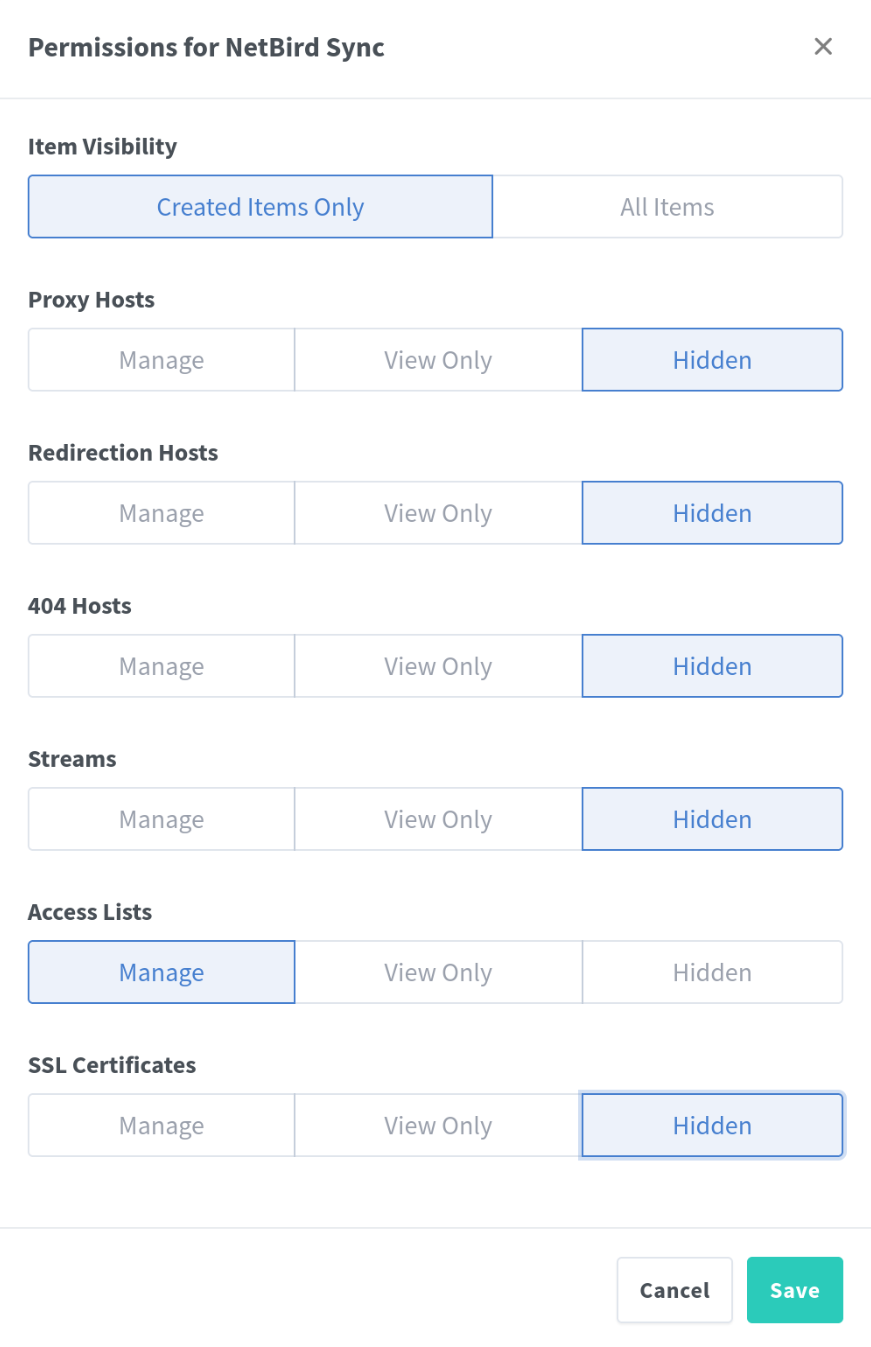 Permissions for NetBird Sync
Item Visibility
Created Items Only All Items
Proxy Hosts
Manage View Only Hidden
Redirection Hosts
Manage View Only Hidden
404 Hosts
Manage View Only Hidden
Streams
Manage View Only Hidden
Access Lists
Manage View Only Hidden
SSL Certificates
Manage View Only Hidden
Cancel Save